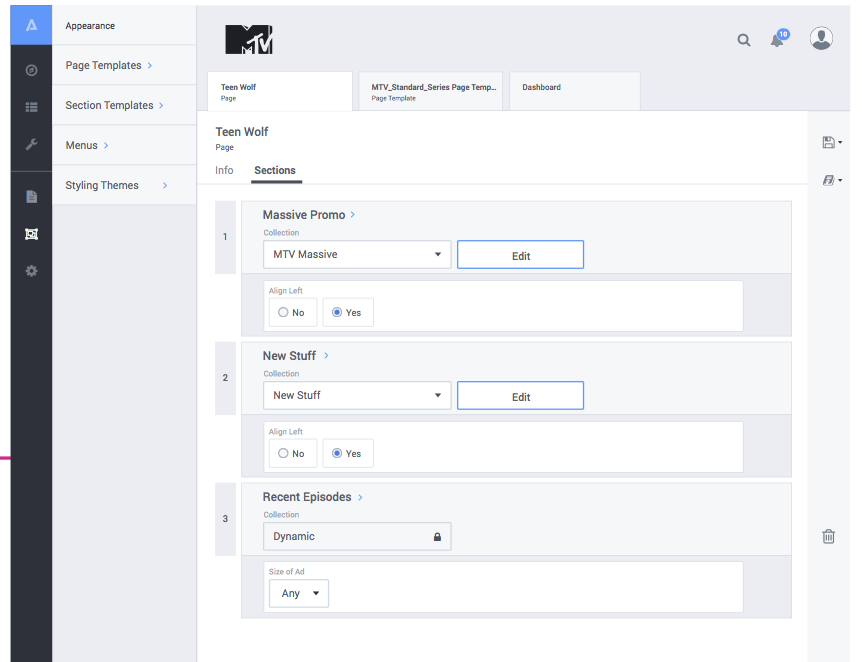 Appearance
Page Templates
Section Templates
Menus
Styling Themes
MTV
10
Teen Wolf
Page
MTV_Standard_Series Page Temp...
Page Template
Dashboard
Teen Wolf
Page
Info
Sections
1
Massive Promo
Collection
MTV Massive
Edit
Align Left
No
Yes
2
New Stuff
Collection
New Stuff
Edit
Align Left
No
Yes
3
Recent Episodes
Collection
Dynamic
Size of Ad
Any